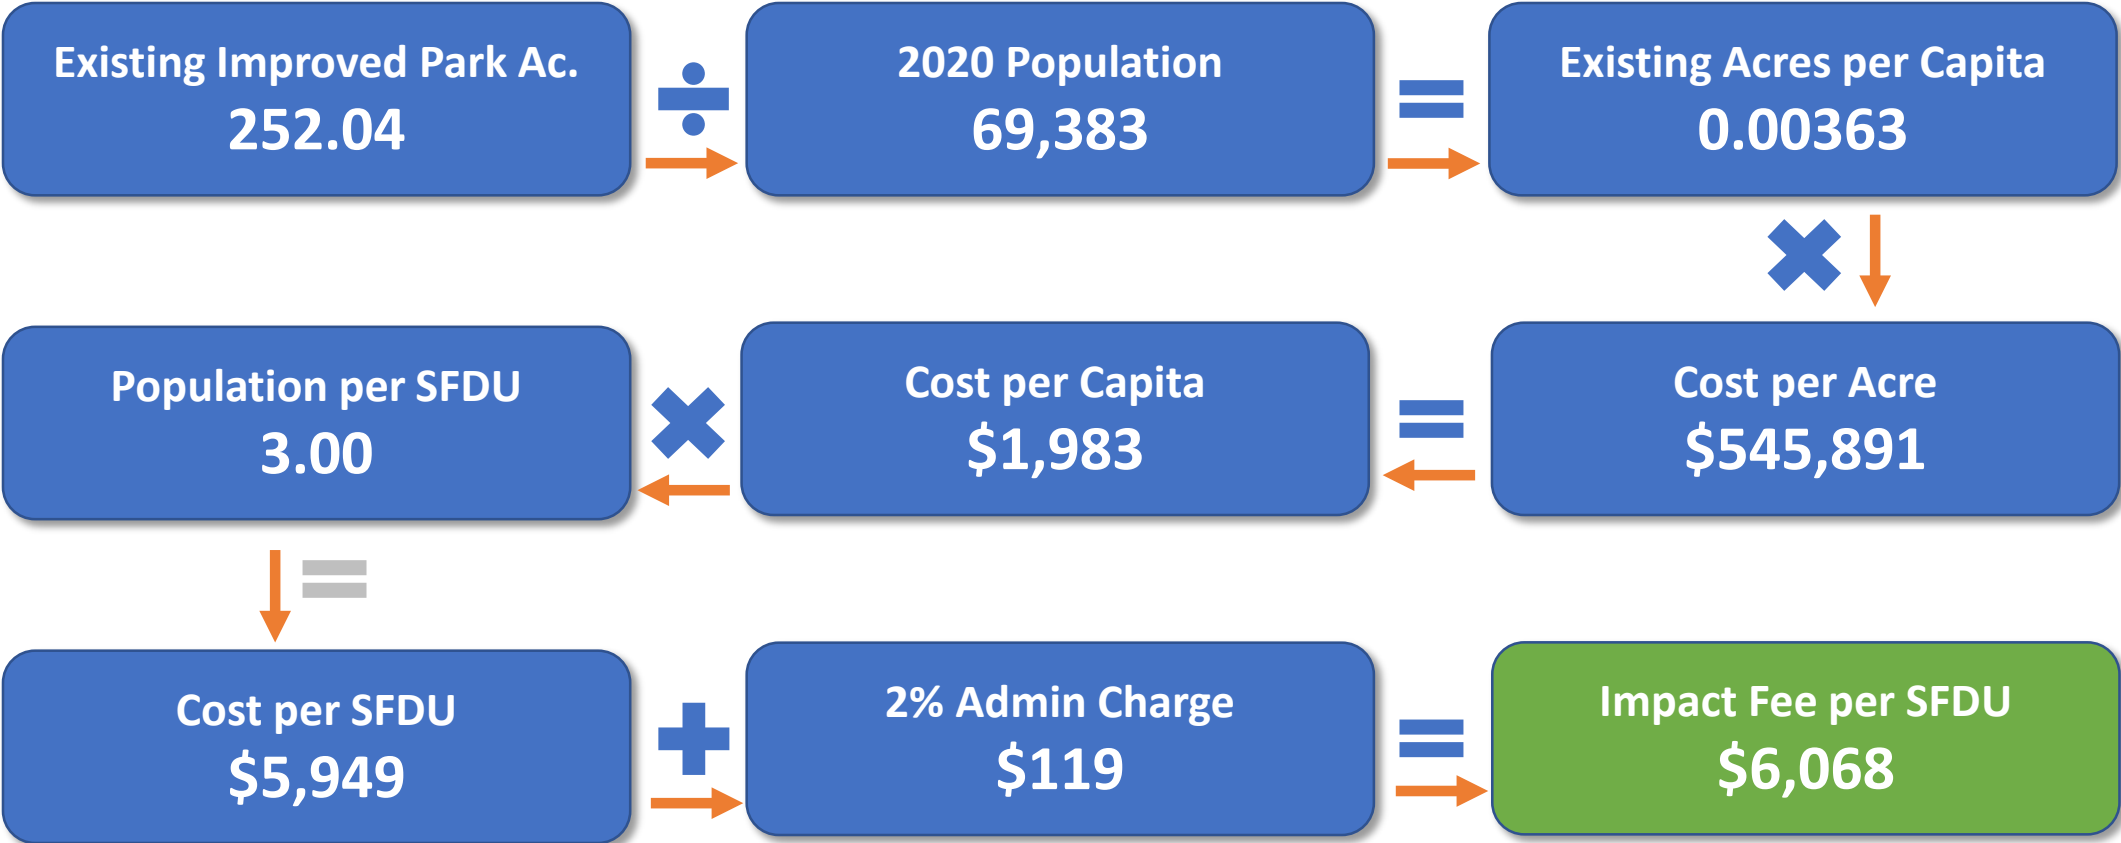 Existing Improved Park Ac.
252.04
÷
2020 Population
69,383
=
Existing Acres per Capita
0.00363
×
Cost per Acre
$545,891
=
Cost per Capita
$1,983
×
Population per SFDU
3.00
=
Cost per SFDU
$5,949
+
2% Admin Charge
$119
=
Impact Fee per SFDU
$6,068